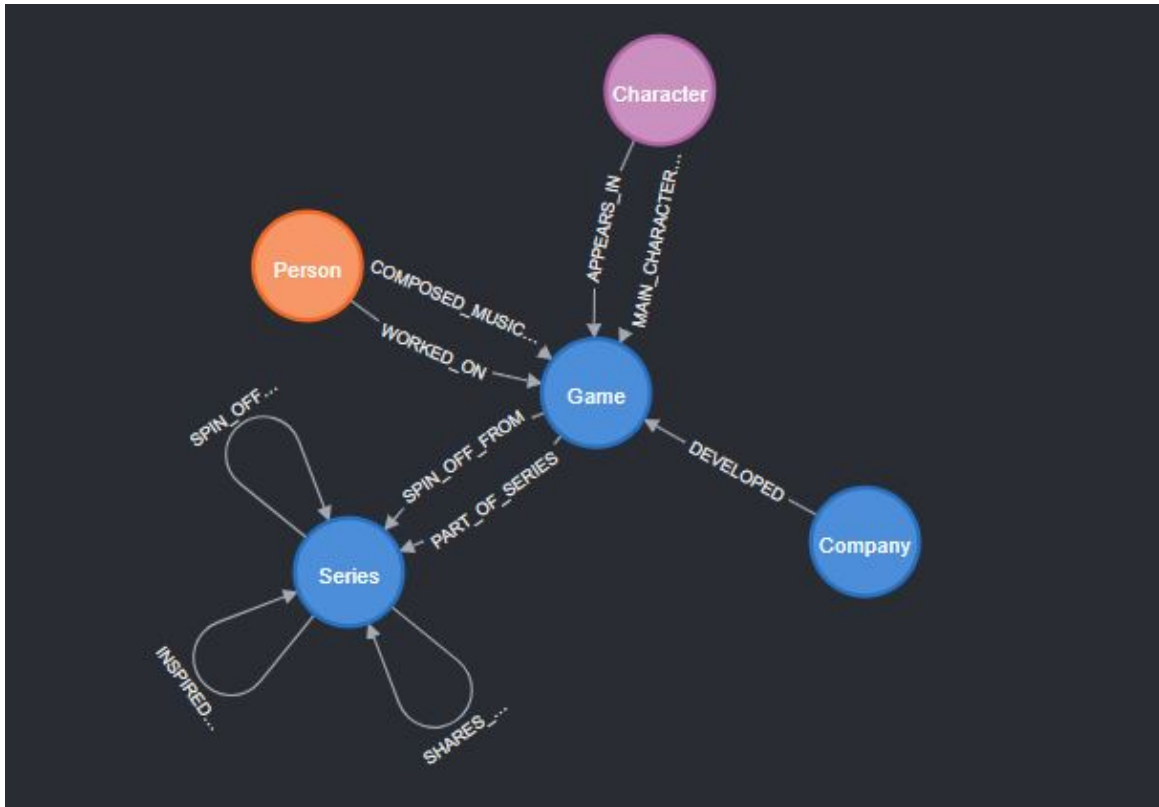 Character
APPEARS_IN
MAIN_CHARACTER...
Person
COMPOSED_MUSIC...
WORKED_ON
Game
SPIN_OFF...
SPIN_OFF_FROM
PART_OF_SERIES
DEVELOPED
Company
Series
INSPIRED...
SHARES_...